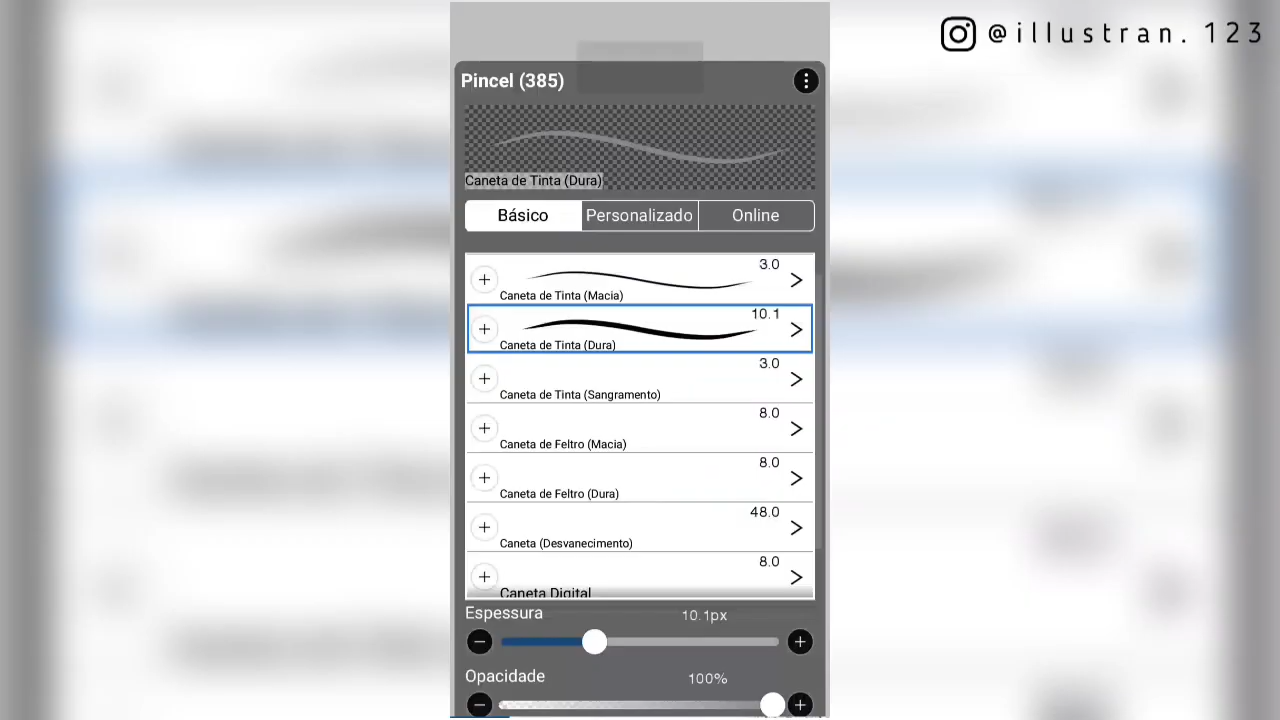 @illustran.123
Pincel (385)
Caneta de Tinta (Dura)
Básico Personalizado Online
3.0
Caneta de Tinta (Macia)
10.1
Caneta de Tinta (Dura)
3.0
Caneta de Tinta (Sangramento)
8.0
Caneta de Feltro (Macia)
8.0
Caneta de Feltro (Dura)
48.0
Caneta (Desvanecimento)
8.0
Caneta Digital
Espessura 10.1px
Opacidade 100%